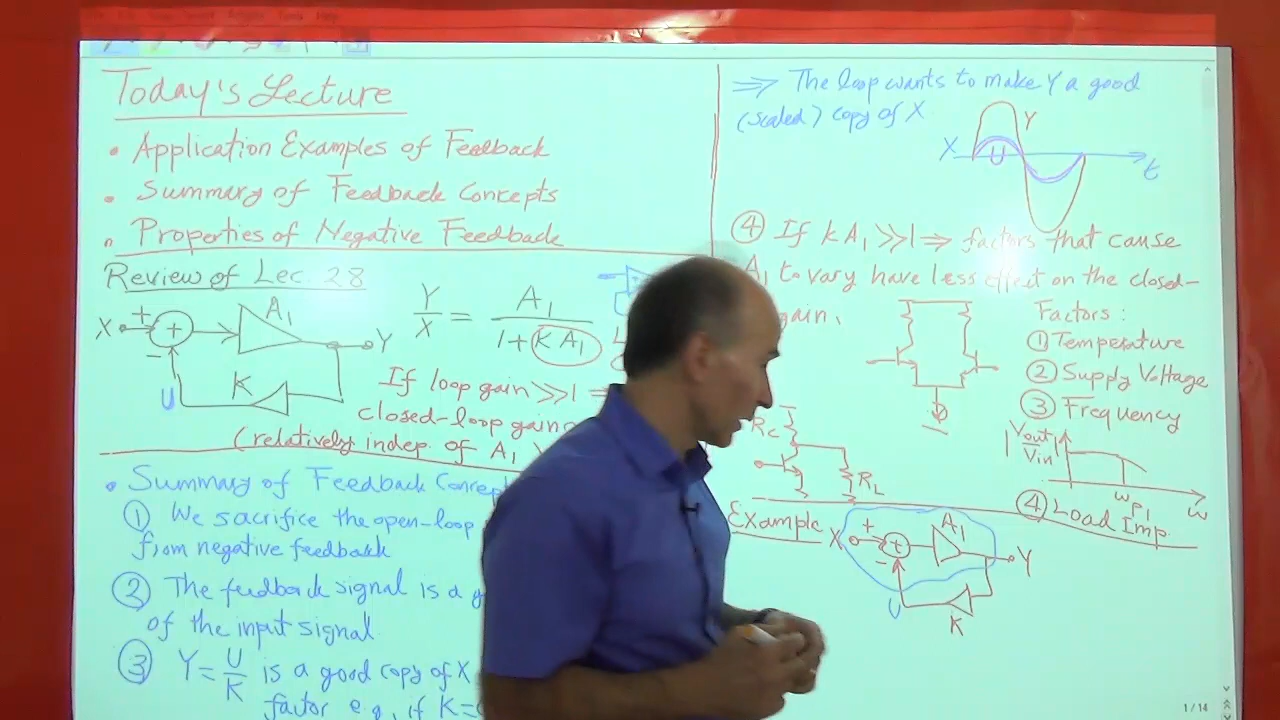 Today's Lecture
• Application Examples of Feedback
• Summary of Feedback Concepts
• Properties of Negative Feedback
Review of Lec. 28
X + − + A1 Y
K
U
Y/X = A1 / (1 + KA1)
If loop gain >> 1 =
closed-loop gain
(relatively indep. of A1
• Summary of Feedback Concept
① We sacrifice the open-loop
from negative feedback
② The feedback signal is a g
of the input signal
③ Y = U/K is a good copy of X
factor e.g., if K=
⇒ The loop wants to make Y a good
(scaled) copy of X
X U Y t
④ If KA1 >> 1 ⇒ factors that cause
A1 to vary have less effect on the closed-
gain.
Factors:
① Temperature
② Supply Voltage
③ Frequency
|Vout/Vin
ωp1 ω
④ Load Imp.
RC
RL
Example
X + − + A1 Y
U
K
1 / 14